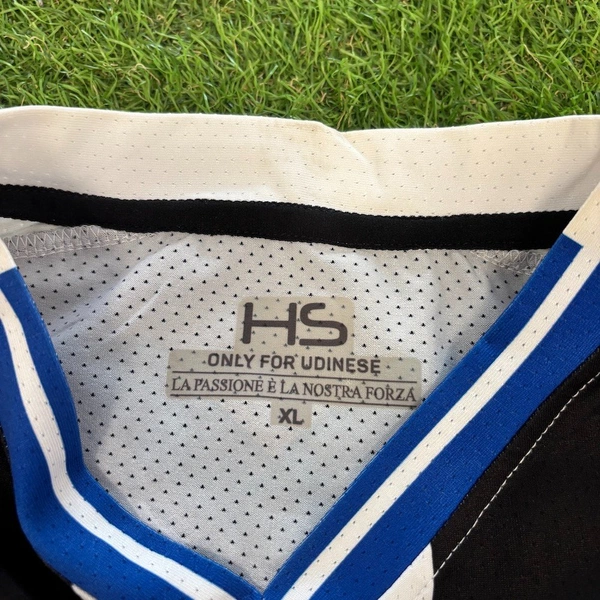 HS
ONLY FOR UDINESE
LA PASSIONE È LA NOSTRA FORZA
XL